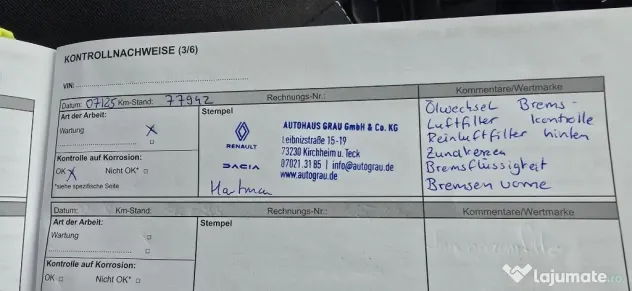 KONTROLLNACHWEISE (3/6)
VIN:
Datum: 07/25 Km-Stand: 77942 Rechnungs-Nr.: Kommentare/Wertmarke
Art der Arbeit:
Wartung X
Kontrolle auf Korrosion:
OK X Nicht OK*
*siehe spezifische Seite
Stempel
RENAULT
DACIA
AUTOHAUS GRAU GmbH & Co. KG
Leibnizstraße 15-19
73230 Kirchheim u. Teck
07021.31 85 | info@autograu.de
www.autograu.de
Hartman
Ölwechsel Brems-
Luftfilter kontrolle
Reinluftfilter hinten
Zündkerzen
Bremsflüssigkeit
Bremsen vorne
Datum: Km-Stand: Rechnungs-Nr.: Kommentare/Wertmarke
Art der Arbeit:
Wartung
Kontrolle auf Korrosion:
OK Nicht OK*
Stempel
lajumate.ro